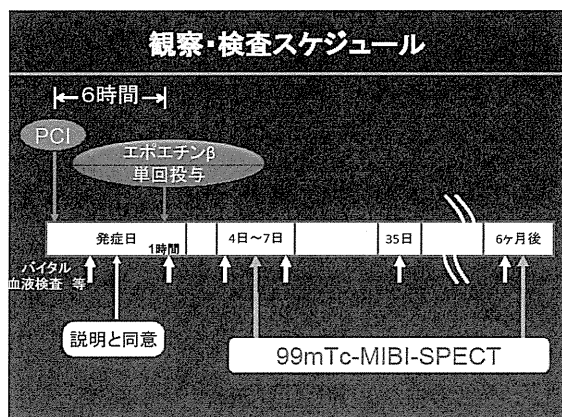 観察・検査スケジュール
6時間
PCI
エポエチンβ
単回投与
発症日
1時間
4日～7日
35日
6ヶ月後
バイタル
血液検査 等
説明と同意
99mTc-MIBI-SPECT